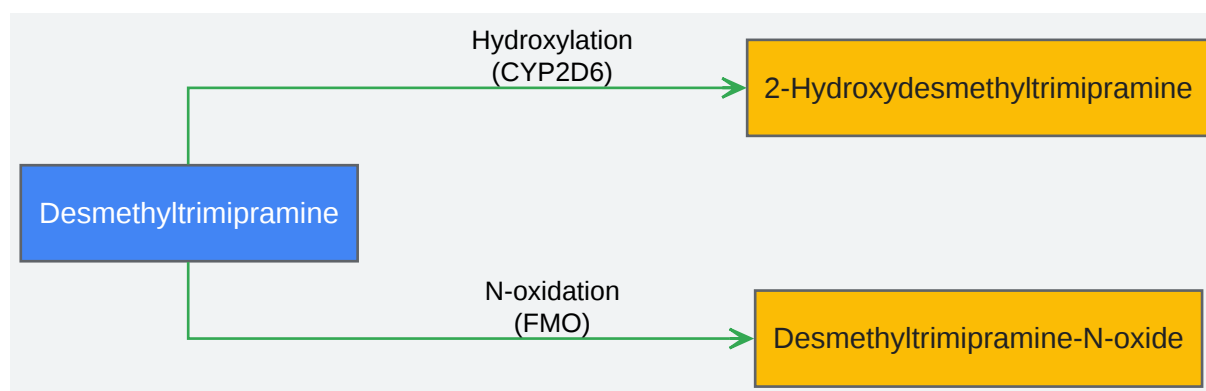 Hydroxylation
(CYP2D6)
2-Hydroxydesmethyltrimipramine
Desmethyltrimipramine
N-oxidation
(FMO)
Desmethyltrimipramine-N-oxide